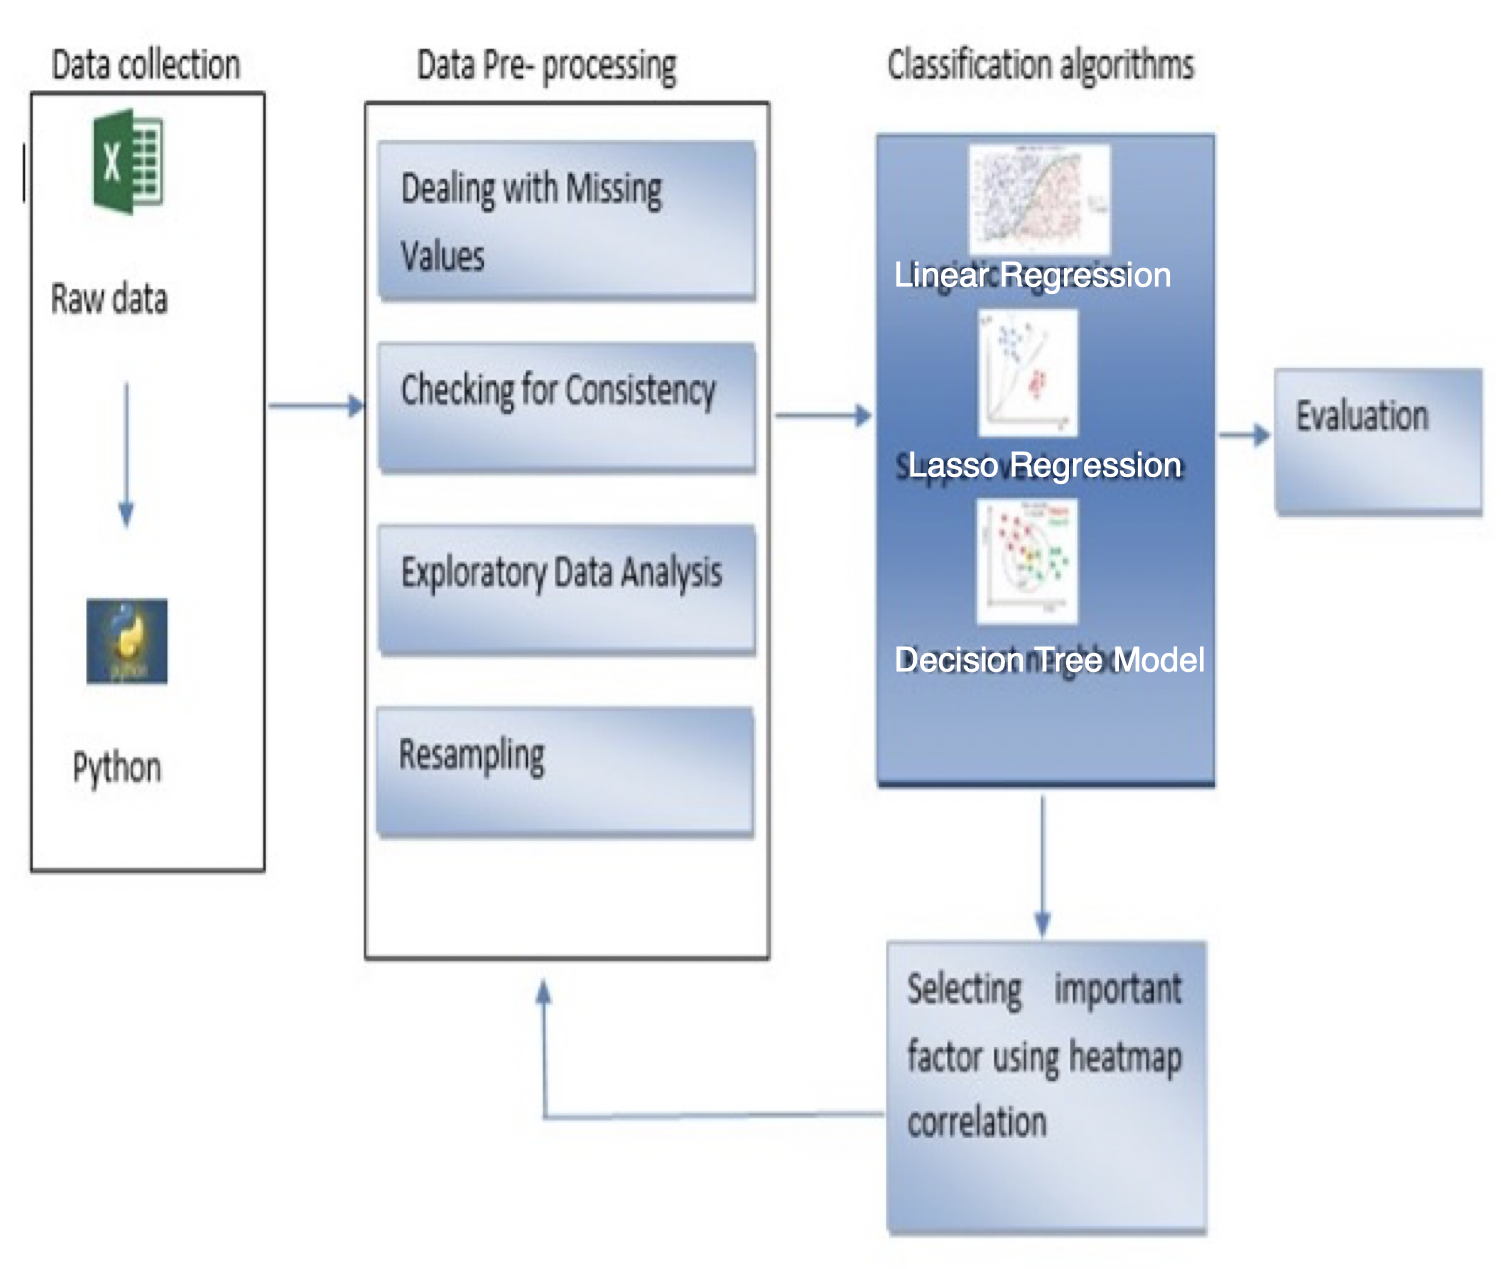 Data collection
Raw data
Python
Data Pre- processing
Dealing with Missing
Values
Checking for Consistency
Exploratory Data Analysis
Resampling
Classification algorithms
Linear Regression
Lasso Regression
Decision Tree Model
Evaluation
Selecting important
factor using heatmap
correlation